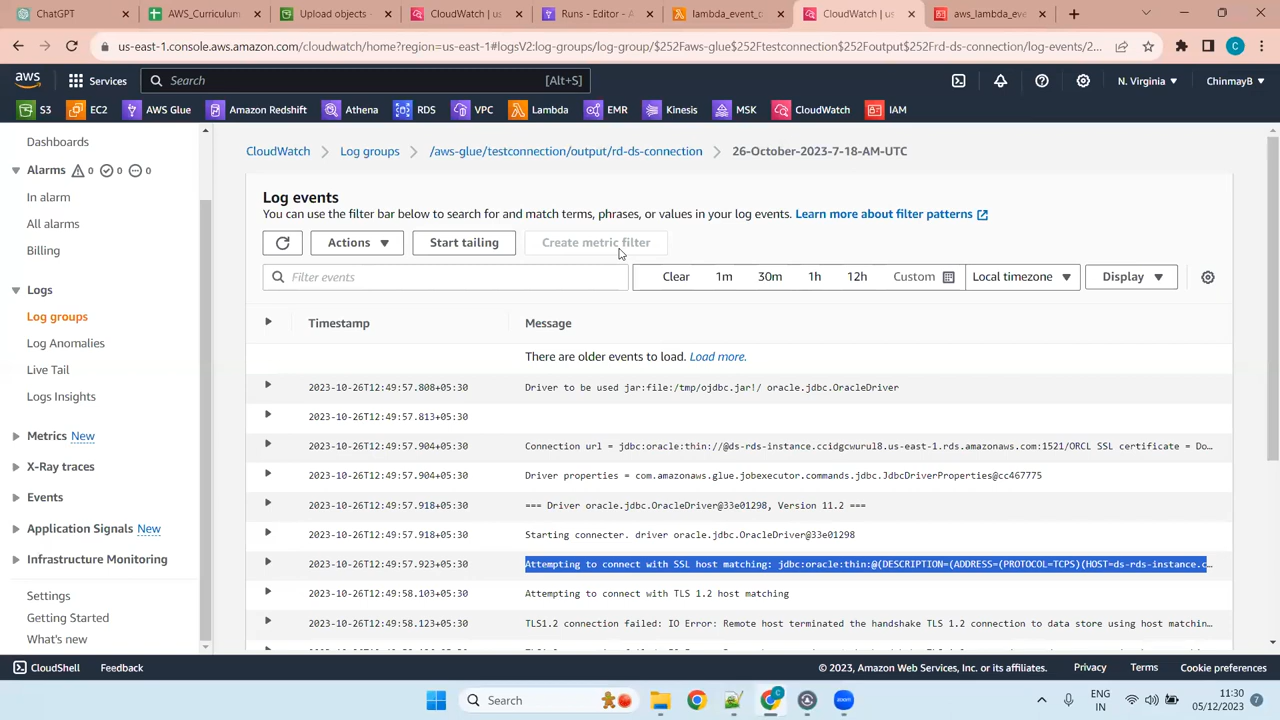 ChatGPT
AWS_Curriculum
Upload objects
CloudWatch | us
Runs - Editor - A
lambda_event_d
CloudWatch | us
aws_lambda_eve
us-east-1.console.aws.amazon.com/cloudwatch/home?region=us-east-1#logsV2:log-groups/log-group/$252Faws-glue$252Ftestconnection$252Foutput$252Frd-ds-connection/log-events/2...
aws
Services
Search
[Alt+S]
N. Virginia
ChinmayB
S3
EC2
AWS Glue
Amazon Redshift
Athena
RDS
VPC
Lambda
EMR
Kinesis
MSK
CloudWatch
IAM
Dashboards
Alarms 0 0 0
In alarm
All alarms
Billing
Logs
Log groups
Log Anomalies
Live Tail
Logs Insights
Metrics New
X-Ray traces
Events
Application Signals New
Infrastructure Monitoring
Settings
Getting Started
What's new
CloudWatch
Log groups
/aws-glue/testconnection/output/rd-ds-connection
26-October-2023-7-18-AM-UTC
Log events
You can use the filter bar below to search for and match terms, phrases, or values in your log events. Learn more about filter patterns
Actions
Start tailing
Create metric filter
Filter events
Clear
1m
30m
1h
12h
Custom
Local timezone
Display
Timestamp
Message
There are older events to load. Load more.
2023-10-26T12:49:57.808+05:30 Driver to be used jar:file:/tmp/ojdbc.jar!/ oracle.jdbc.OracleDriver
2023-10-26T12:49:57.813+05:30
2023-10-26T12:49:57.904+05:30 Connection url = jdbc:oracle:thin://@ds-rds-instance.ccidgcwurul8.us-east-1.rds.amazonaws.com:1521/ORCL SSL certificate = Do...
2023-10-26T12:49:57.904+05:30 Driver properties = com.amazonaws.glue.jobexecutor.commands.jdbc.JdbcDriverProperties@cc467775
2023-10-26T12:49:57.918+05:30 === Driver oracle.jdbc.OracleDriver@33e01298, Version 11.2 ===
2023-10-26T12:49:57.918+05:30 Starting connecter. driver oracle.jdbc.OracleDriver@33e01298
2023-10-26T12:49:57.923+05:30 Attempting to connect with SSL host matching: jdbc:oracle:thin:@(DESCRIPTION=(ADDRESS=(PROTOCOL=TCPS)(HOST=ds-rds-instance.c...
2023-10-26T12:49:58.103+05:30 Attempting to connect with TLS 1.2 host matching
2023-10-26T12:49:58.123+05:30 TLS1.2 connection failed: IO Error: Remote host terminated the handshake TLS 1.2 connection to data store using host matchin...
CloudShell
Feedback
© 2023, Amazon Web Services, Inc. or its affiliates.
Privacy
Terms
Cookie preferences
Search
ENG
IN
11:30
05/12/2023
7